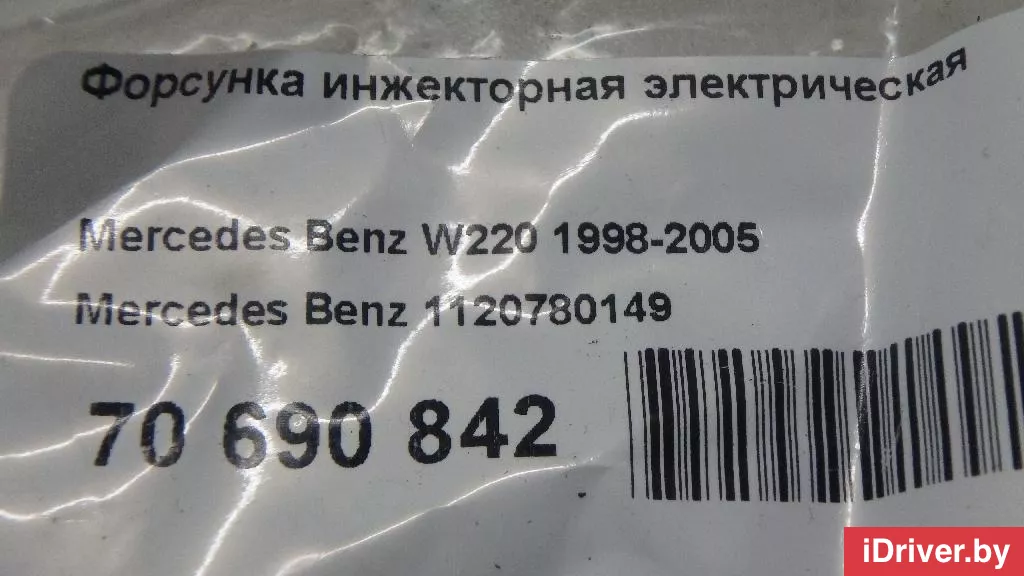 Форсунка инжекторная электрическая
Mercedes Benz W220 1998-2005
Mercedes Benz 1120780149
70 690 842
iDriver.by